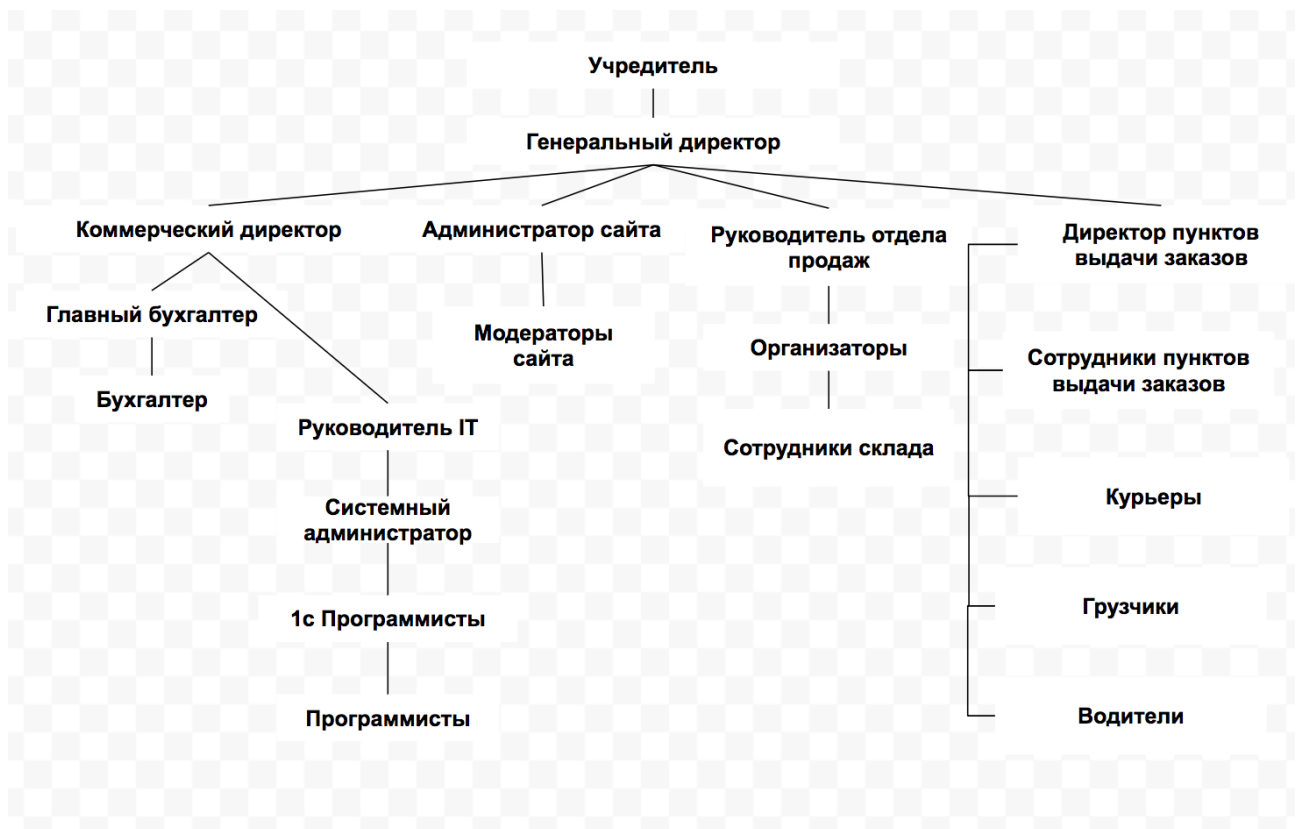 Учредитель
Генеральный директор
Коммерческий директор
Администратор сайта
Руководитель отдела
продаж
Директор пунктов
выдачи заказов
Главный бухгалтер
Бухгалтер
Руководитель IT
Системный
администратор
1с Программисты
Программисты
Модераторы
сайта
Организаторы
Сотрудники склада
Сотрудники пунктов
выдачи заказов
Курьеры
Грузчики
Водители